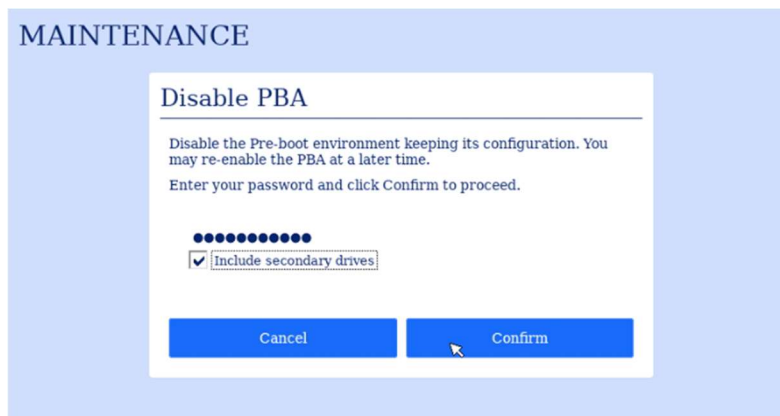 MAINTENANCE
Disable PBA
Disable the Pre-boot environment keeping its configuration. You
may re-enable the PBA at a later time.
Enter your password and click Confirm to proceed.
●●●●●●●●●●●
Include secondary drives
Cancel
Confirm